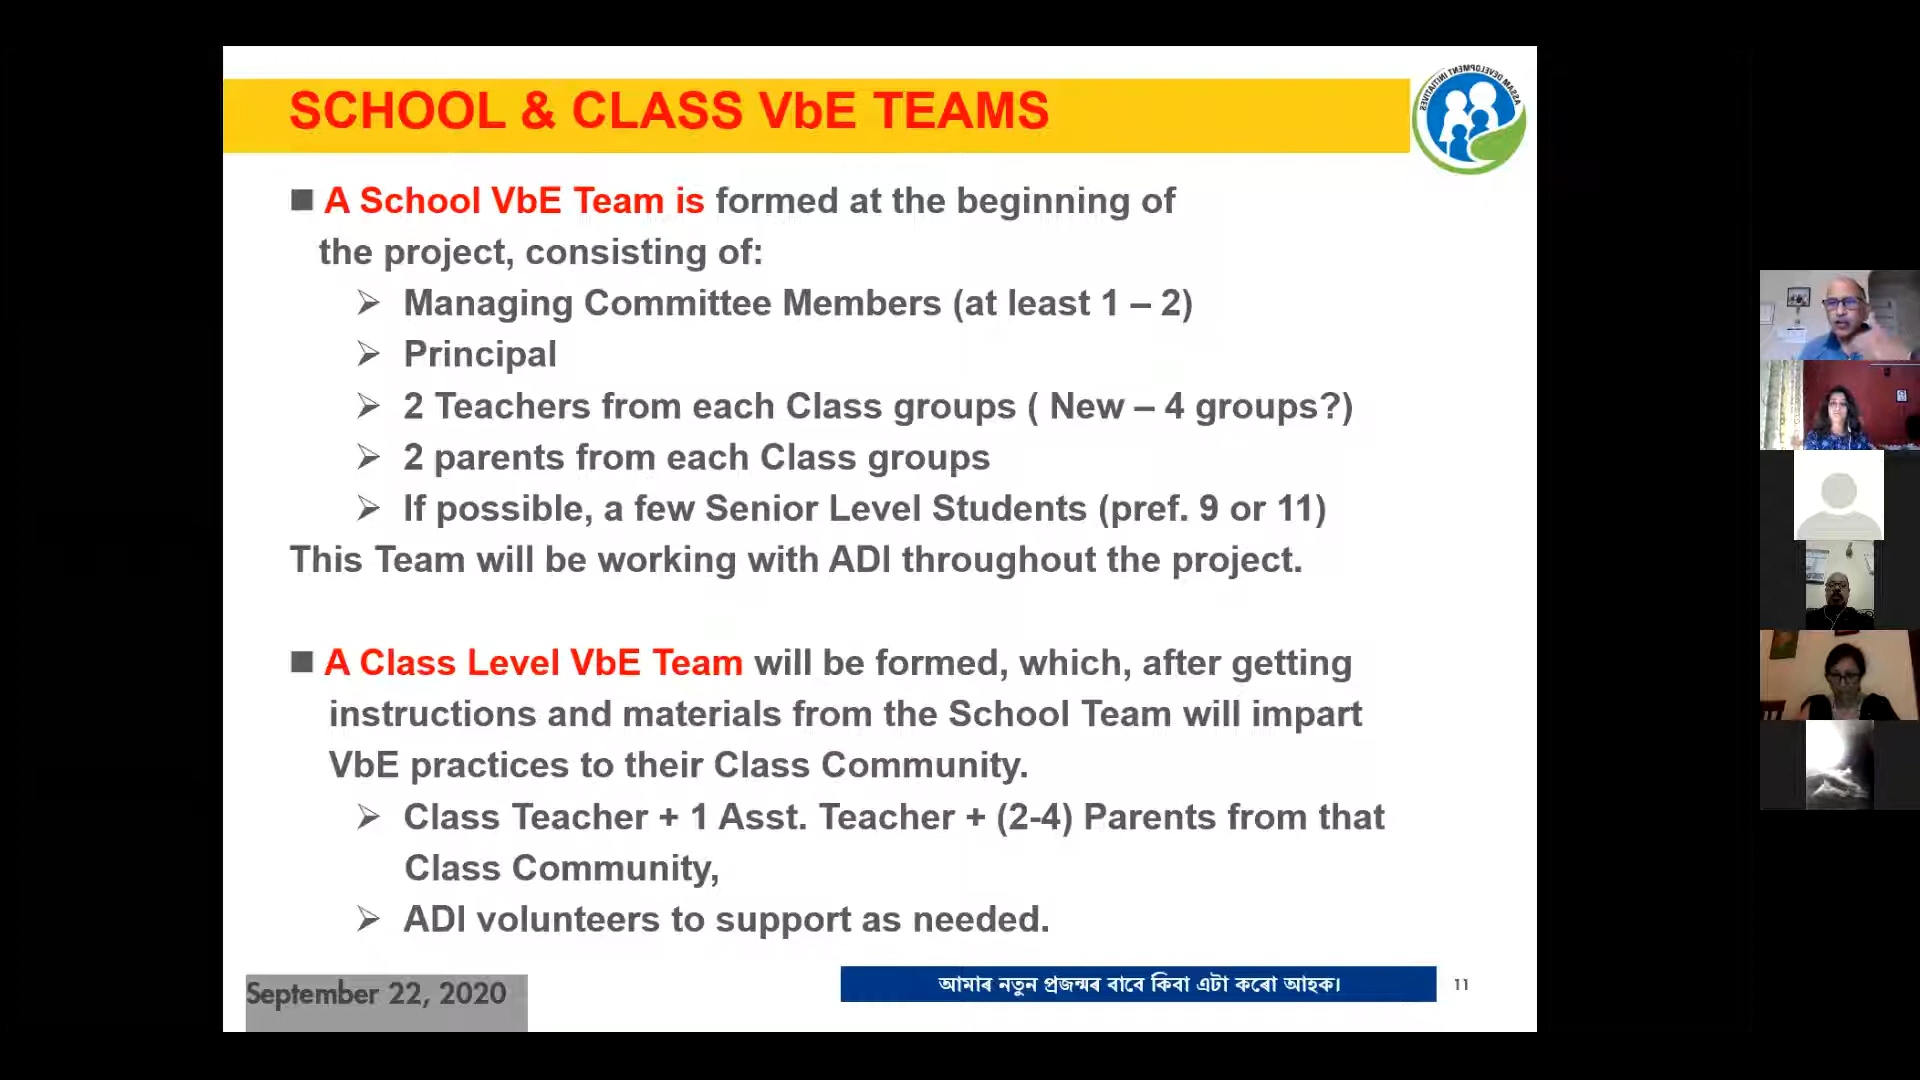 SCHOOL & CLASS VbE TEAMS
ASSAM DEVELOPMENT INITIATIVES
■ A School VbE Team is formed at the beginning of
the project, consisting of:
➢ Managing Committee Members (at least 1 – 2)
➢ Principal
➢ 2 Teachers from each Class groups ( New – 4 groups?)
➢ 2 parents from each Class groups
➢ If possible, a few Senior Level Students (pref. 9 or 11)
This Team will be working with ADI throughout the project.
■ A Class Level VbE Team will be formed, which, after getting
instructions and materials from the School Team will impart
VbE practices to their Class Community.
➢ Class Teacher + 1 Asst. Teacher + (2-4) Parents from that
Class Community,
➢ ADI volunteers to support as needed.
September 22, 2020
আমাৰ নতুন প্ৰজন্মৰ বাবে কিবা এটা কৰো আহক।
11